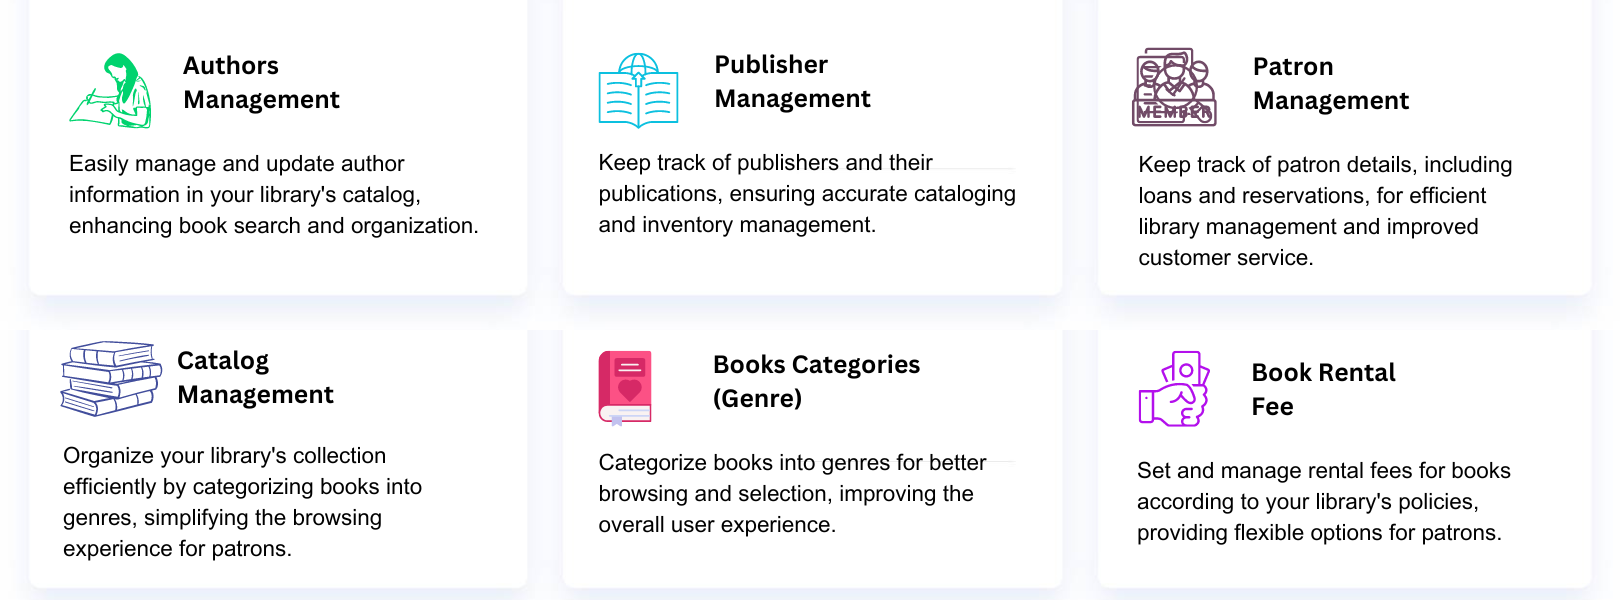 Authors
Management
Easily manage and update author
information in your library's catalog,
enhancing book search and organization.
Publisher
Management
Keep track of publishers and their
publications, ensuring accurate cataloging
and inventory management.
MEMBER
Patron
Management
Keep track of patron details, including
loans and reservations, for efficient
library management and improved
customer service.
Catalog
Management
Organize your library's collection
efficiently by categorizing books into
genres, simplifying the browsing
experience for patrons.
Books Categories
(Genre)
Categorize books into genres for better
browsing and selection, improving the
overall user experience.
Book Rental
Fee
Set and manage rental fees for books
according to your library's policies,
providing flexible options for patrons.